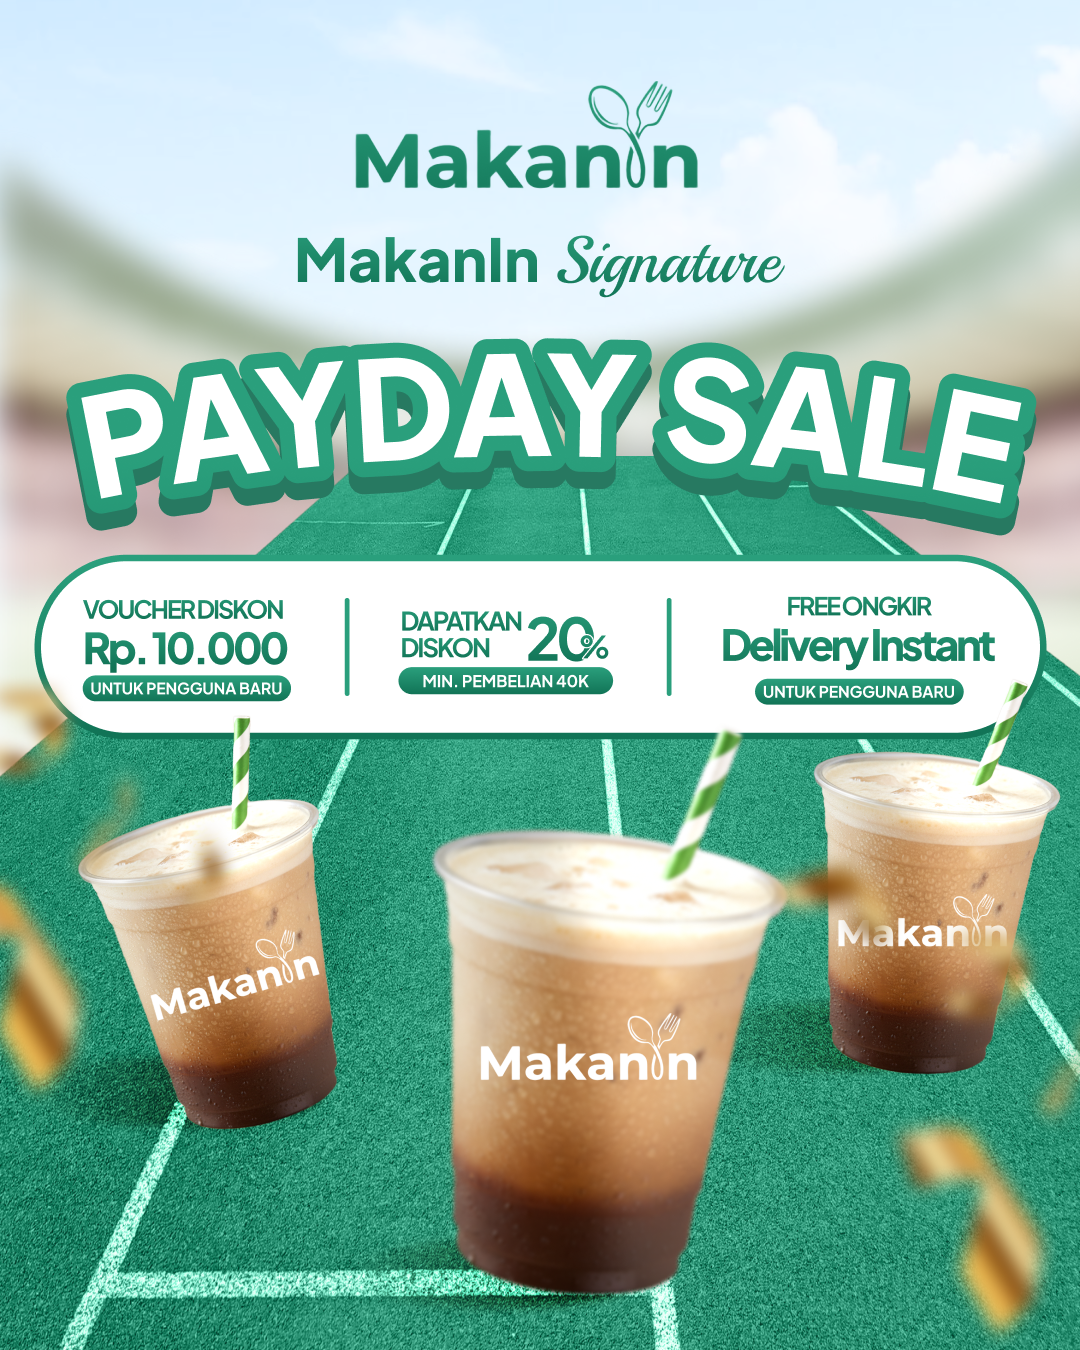 Makanin
MakanIn Signature
PAYDAY SALE
VOUCHER DISKON
Rp. 10.000
UNTUK PENGGUNA BARU
DAPATKAN
DISKON 20%
MIN. PEMBELIAN 40K
FREE ONGKIR
Delivery Instant
UNTUK PENGGUNA BARU
Makanin
Makanin
Makanin